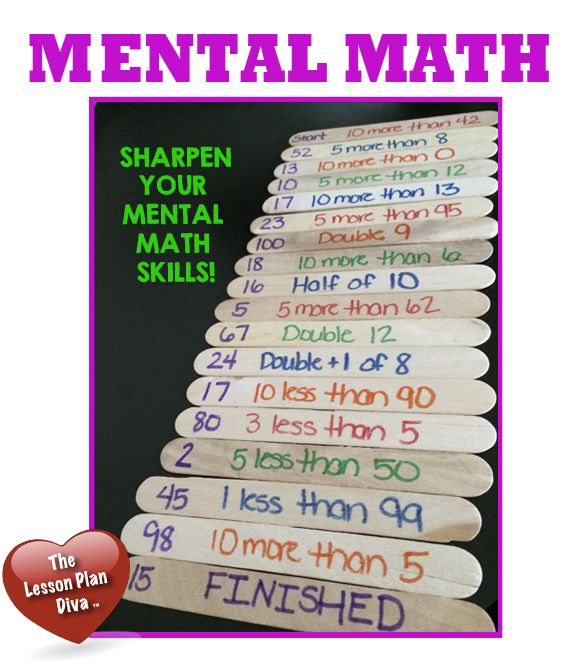 MENTAL MATH
SHARPEN
YOUR
MENTAL
MATH
SKILLS!
Start 10 more than 42
52 5 more than 8
13 10 more than 0
10 5 more than 12
17 10 more than 13
23 5 more than 95
100 Double 9
18 10 more than 6
16 Half of 10
5 5 more than 62
67 Double 12
24 Double +1 of 8
17 10 less than 90
80 3 less than 5
2 5 less than 50
45 1 less than 99
98 10 more than 5
15 FINISHED
The
Lesson Plan
Diva ™